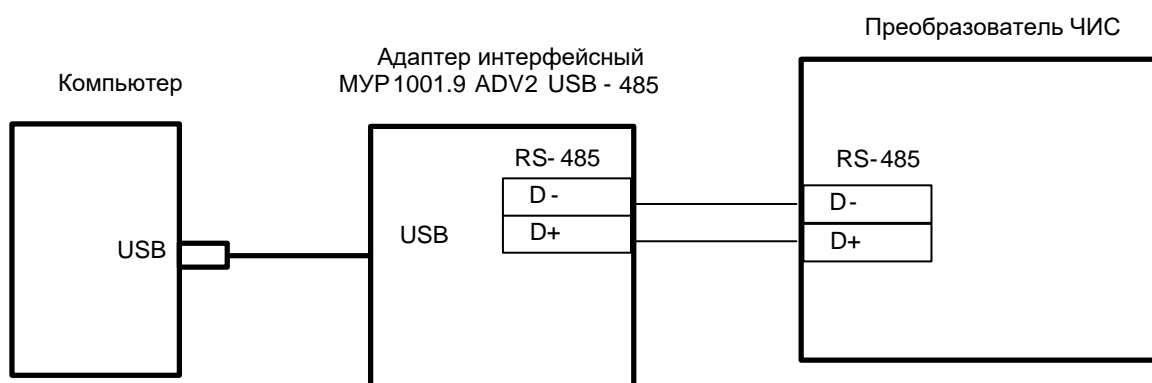 Преобразователь ЧИС
Адаптер интерфейсный
МУР 1001.9 ADV2 USB - 485
Компьютер
RS- 485
D -
D+
USB
USB
RS-485
D-
D+